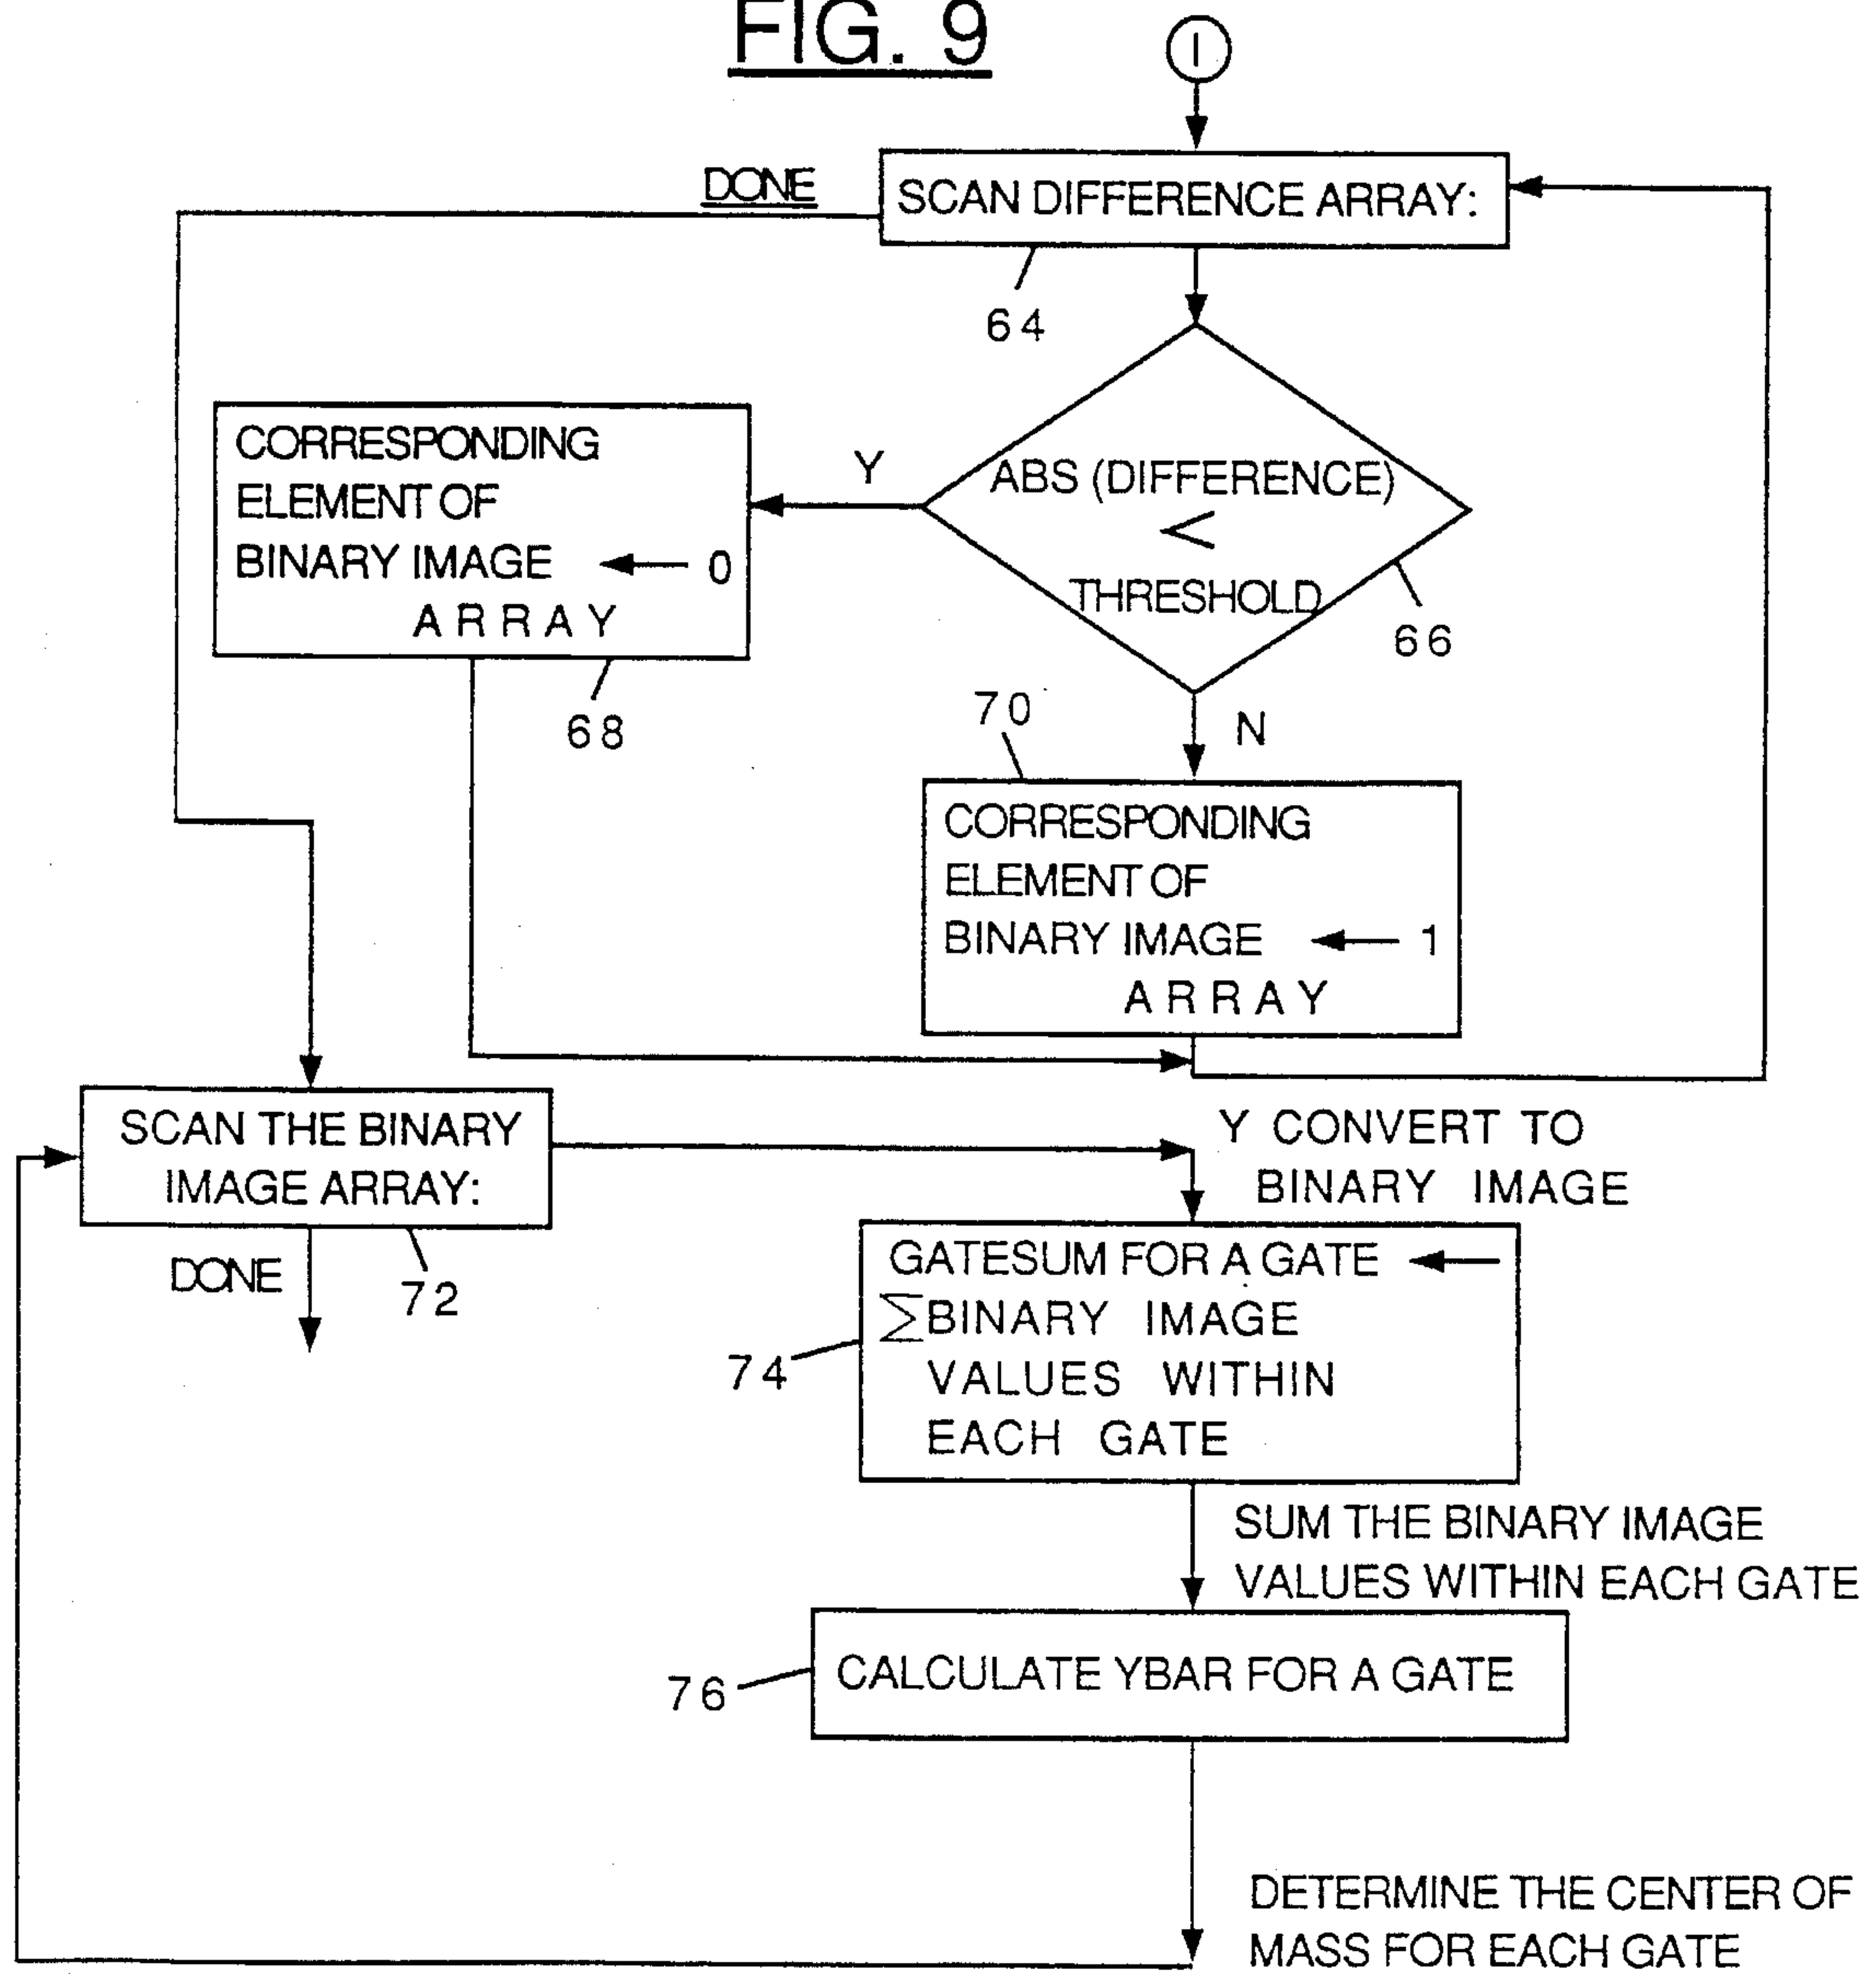 FIG. 9
I
DONE
SCAN DIFFERENCE ARRAY:
64
CORRESPONDING
ELEMENT OF
BINARY IMAGE ← 0
ARRAY
68
Y
ABS (DIFFERENCE)
<
THRESHOLD
66
70
N
CORRESPONDING
ELEMENT OF
BINARY IMAGE ← 1
ARRAY
SCAN THE BINARY
IMAGE ARRAY:
DONE
72
Y CONVERT TO
BINARY IMAGE
GATESUM FOR A GATE ←
∑BINARY IMAGE
VALUES WITHIN
EACH GATE
74
SUM THE BINARY IMAGE
VALUES WITHIN EACH GATE
CALCULATE YBAR FOR A GATE
76
DETERMINE THE CENTER OF
MASS FOR EACH GATE